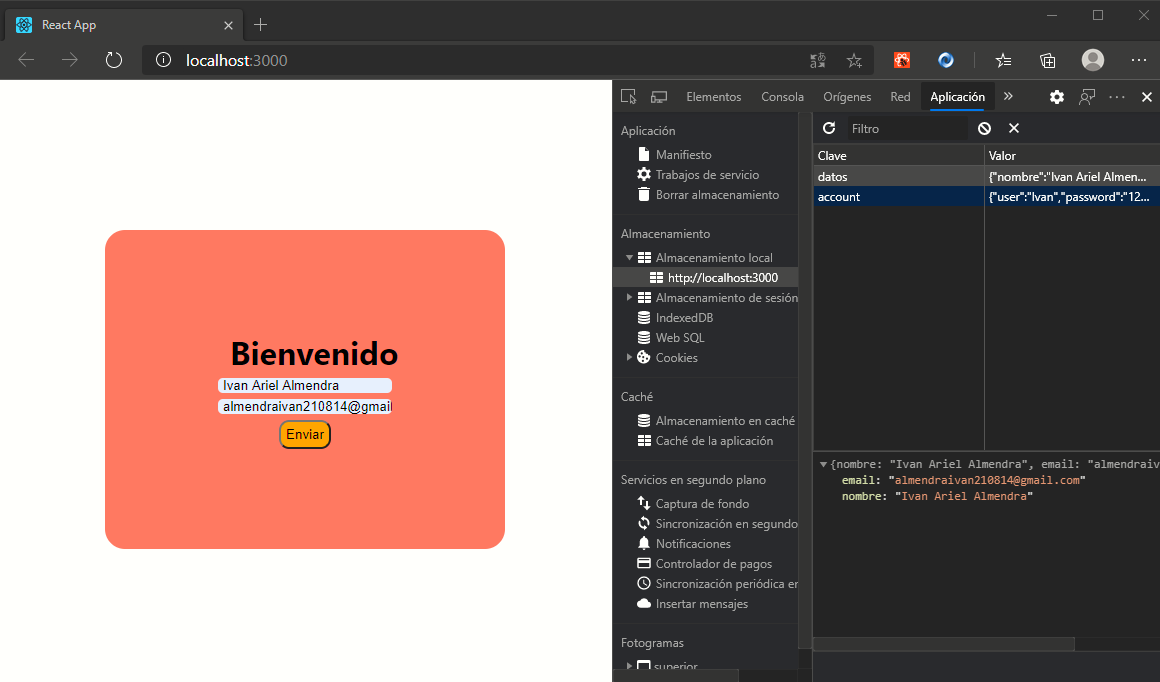 React App
localhost:3000
Bienvenido
Ivan Ariel Almendra
almendraivan210814@gmail
Enviar
Elementos
Consola
Orígenes
Red
Aplicación
Aplicación
Manifiesto
Trabajos de servicio
Borrar almacenamiento
Almacenamiento
Almacenamiento local
http://localhost:3000
Almacenamiento de sesión
IndexedDB
Web SQL
Cookies
Caché
Almacenamiento en caché
Caché de la aplicación
Servicios en segundo plano
Captura de fondo
Sincronización en segundo
Notificaciones
Controlador de pagos
Sincronización periódica en
Insertar mensajes
Fotogramas
superior
Filtro
Clave Valor
datos {"nombre":"Ivan Ariel Almen...
account {"user":"Ivan","password":"12...
{nombre: "Ivan Ariel Almendra", email: "almendraiv
email: "almendraivan210814@gmail.com"
nombre: "Ivan Ariel Almendra"